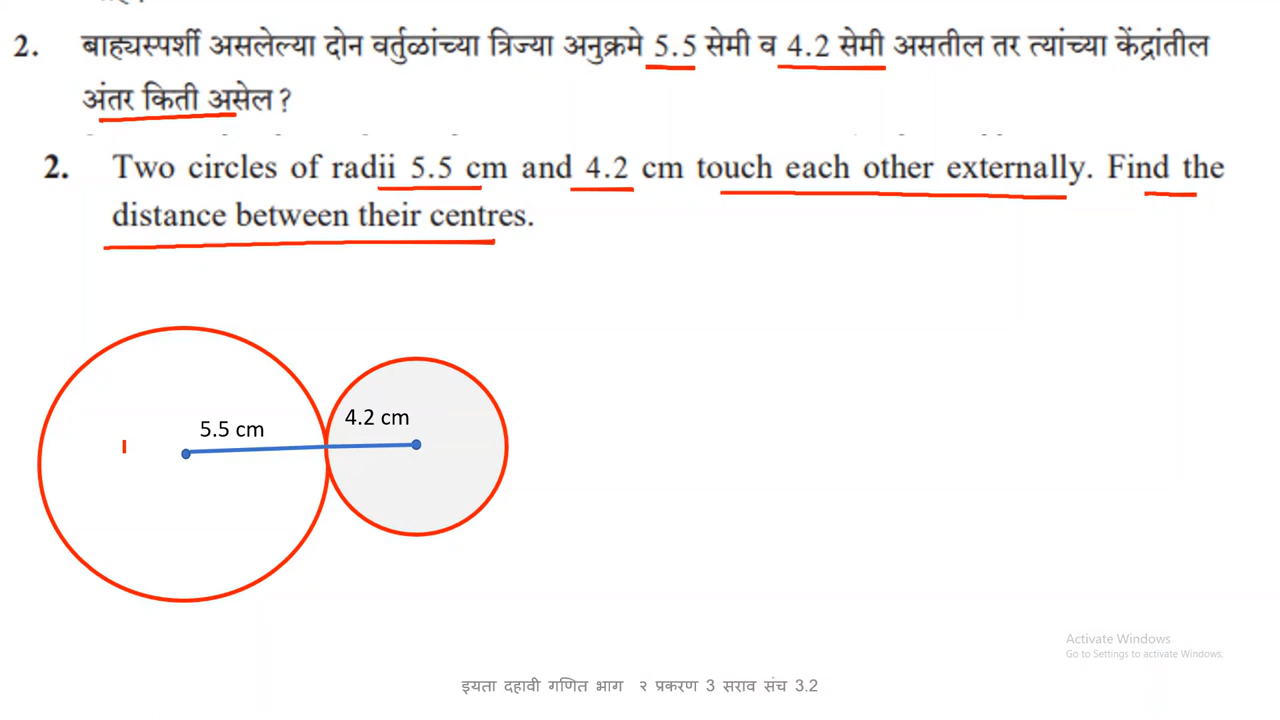 2. बाह्यस्पर्शी असलेल्या दोन वर्तुळांच्या त्रिज्या अनुक्रमे 5.5 सेमी व 4.2 सेमी असतील तर त्यांच्या केंद्रांतील
अंतर किती असेल ?
2. Two circles of radii 5.5 cm and 4.2 cm touch each other externally. Find the
distance between their centres.
5.5 cm
4.2 cm
Activate Windows
Go to Settings to activate Windows.
इयता दहावी गणित भाग २ प्रकरण 3 सराव संच 3.2